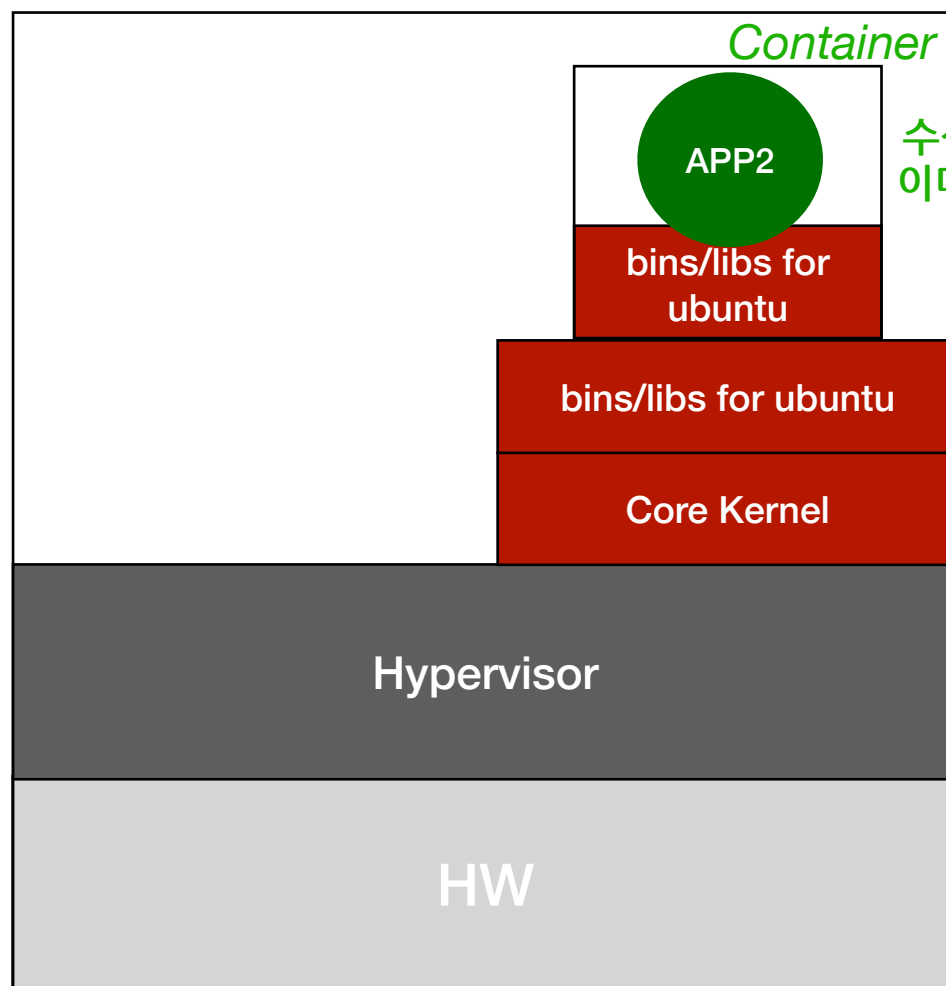 Container
APP2
bins/libs for
ubuntu
bins/libs for ubuntu
Core Kernel
Hypervisor
HW